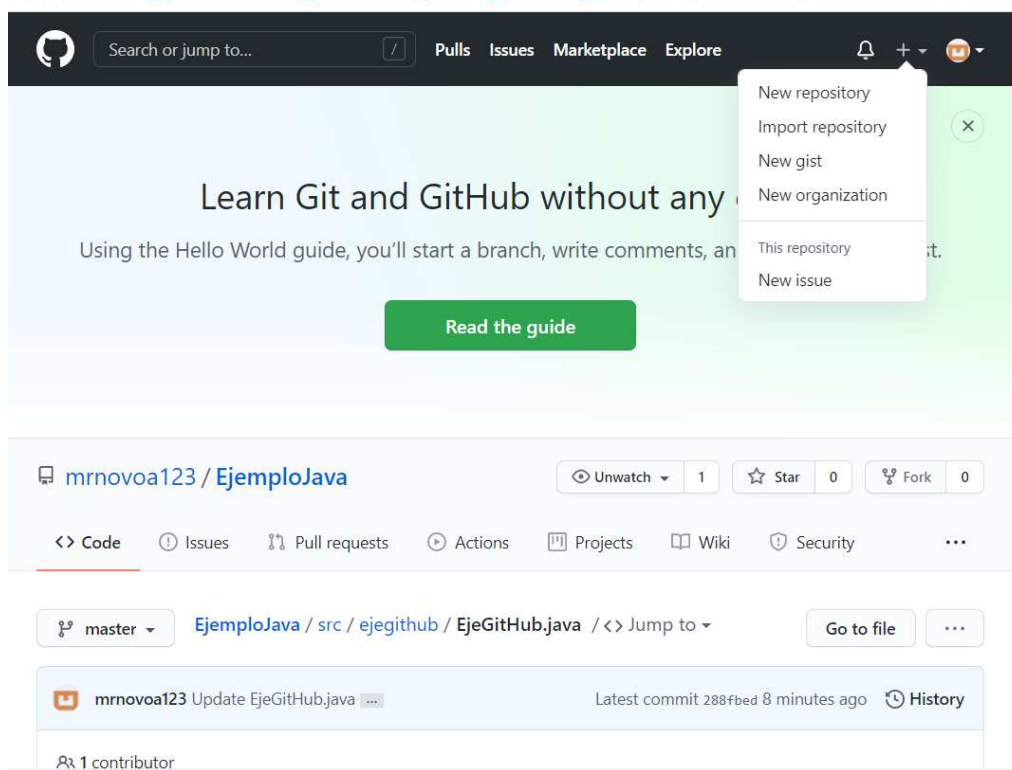 Search or jump to... / Pulls Issues Marketplace Explore
New repository
Import repository
New gist
New organization
This repository
New issue
Learn Git and GitHub without any
Using the Hello World guide, you'll start a branch, write comments, an st.
Read the guide
mrnovoa123 / EjemploJava Unwatch 1 Star 0 Fork 0
<> Code Issues Pull requests Actions Projects Wiki Security ...
master EjemploJava / src / ejegithub / EjeGitHub.java / <> Jump to Go to file ...
mrnovoa123 Update EjeGitHub.java ... Latest commit 288fbed 8 minutes ago History
1 contributor